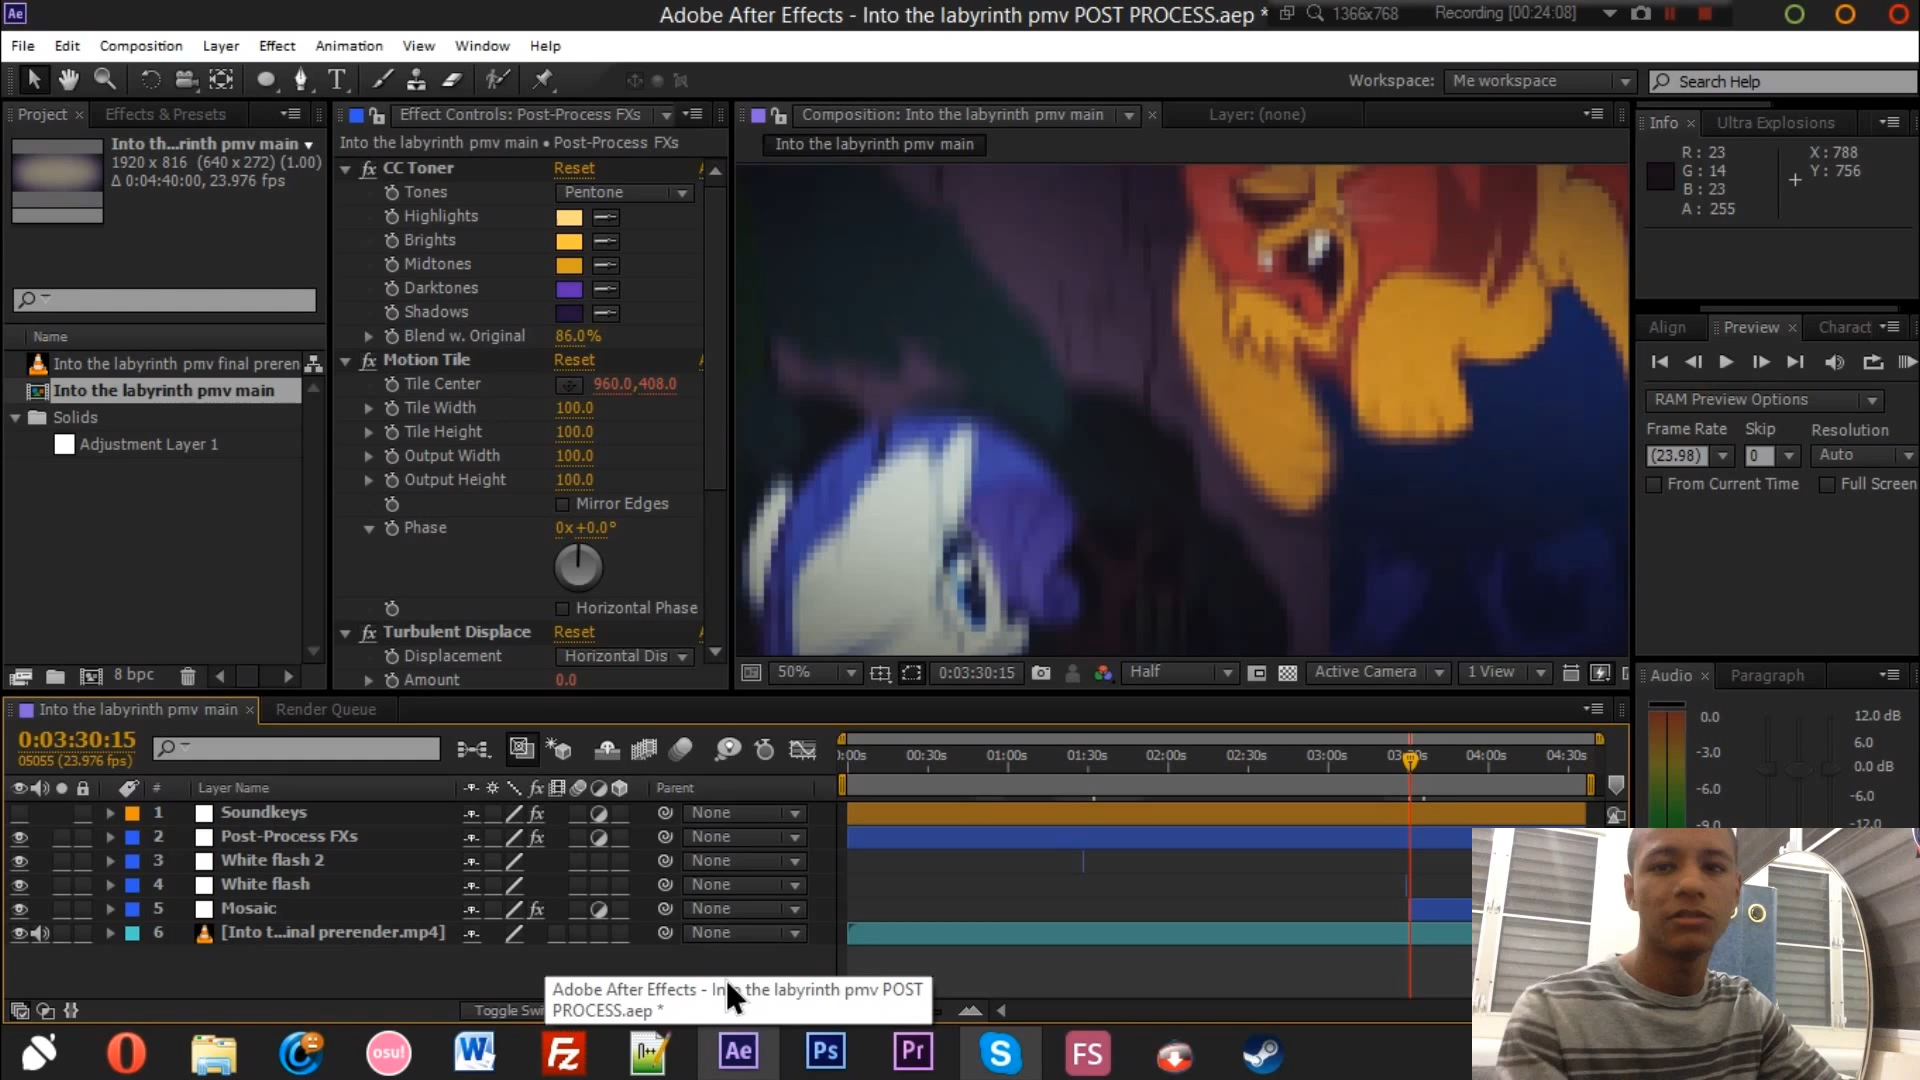 Ae
Adobe After Effects - Into the labyrinth pmv POST PROCESS.aep *
1366x768
Recording [00:24:08]
File Edit Composition Layer Effect Animation View Window Help
T
Workspace: Me workspace
Search Help
Project × Effects & Presets
Into th...rinth pmv main
1920 x 816 (640 x 272) (1.00)
Δ 0:04:40:00, 23.976 fps
Name
Into the labyrinth pmv final preren
Into the labyrinth pmv main
Solids
Adjustment Layer 1
8 bpc
Effect Controls: Post-Process FXs
Into the labyrinth pmv main • Post-Process FXs
fx CC Toner Reset
Tones Pentone
Highlights
Brights
Midtones
Darktones
Shadows
Blend w. Original 86.0%
fx Motion Tile Reset
Tile Center 960.0,408.0
Tile Width 100.0
Tile Height 100.0
Output Width 100.0
Output Height 100.0
Mirror Edges
Phase 0x+0.0°
Horizontal Phase
fx Turbulent Displace Reset
Displacement Horizontal Dis
Amount 0.0
Composition: Into the labyrinth pmv main ×
Layer: (none)
Into the labyrinth pmv main
50% 0:03:30:15 Half Active Camera 1 View
Info × Ultra Explosions
R: 23 X: 788
G: 14 Y: 756
B: 23
A: 255
Align Preview × Charact
RAM Preview Options
Frame Rate Skip Resolution
(23.98) 0 Auto
From Current Time Full Screen
Audio × Paragraph
0.0 12.0 dB
-3.0 6.0
0.0 dB
-6.0 -6.0
-9.0 -12.0
Into the labyrinth pmv main × Render Queue
0:03:30:15
05055 (23.976 fps)
):00s 00:30s 01:00s 01:30s 02:00s 02:30s 03:00s 04:00s 04:30s
# Layer Name fx Parent
1 Soundkeys fx None
2 Post-Process FXs fx None
3 White flash 2 None
4 White flash None
5 Mosaic fx None
6 [Into t...inal prerender.mp4] None
Toggle Swi
Adobe After Effects - Into the labyrinth pmv POST
PROCESS.aep *
osu! W Fz n++ Ae Ps Pr S FS